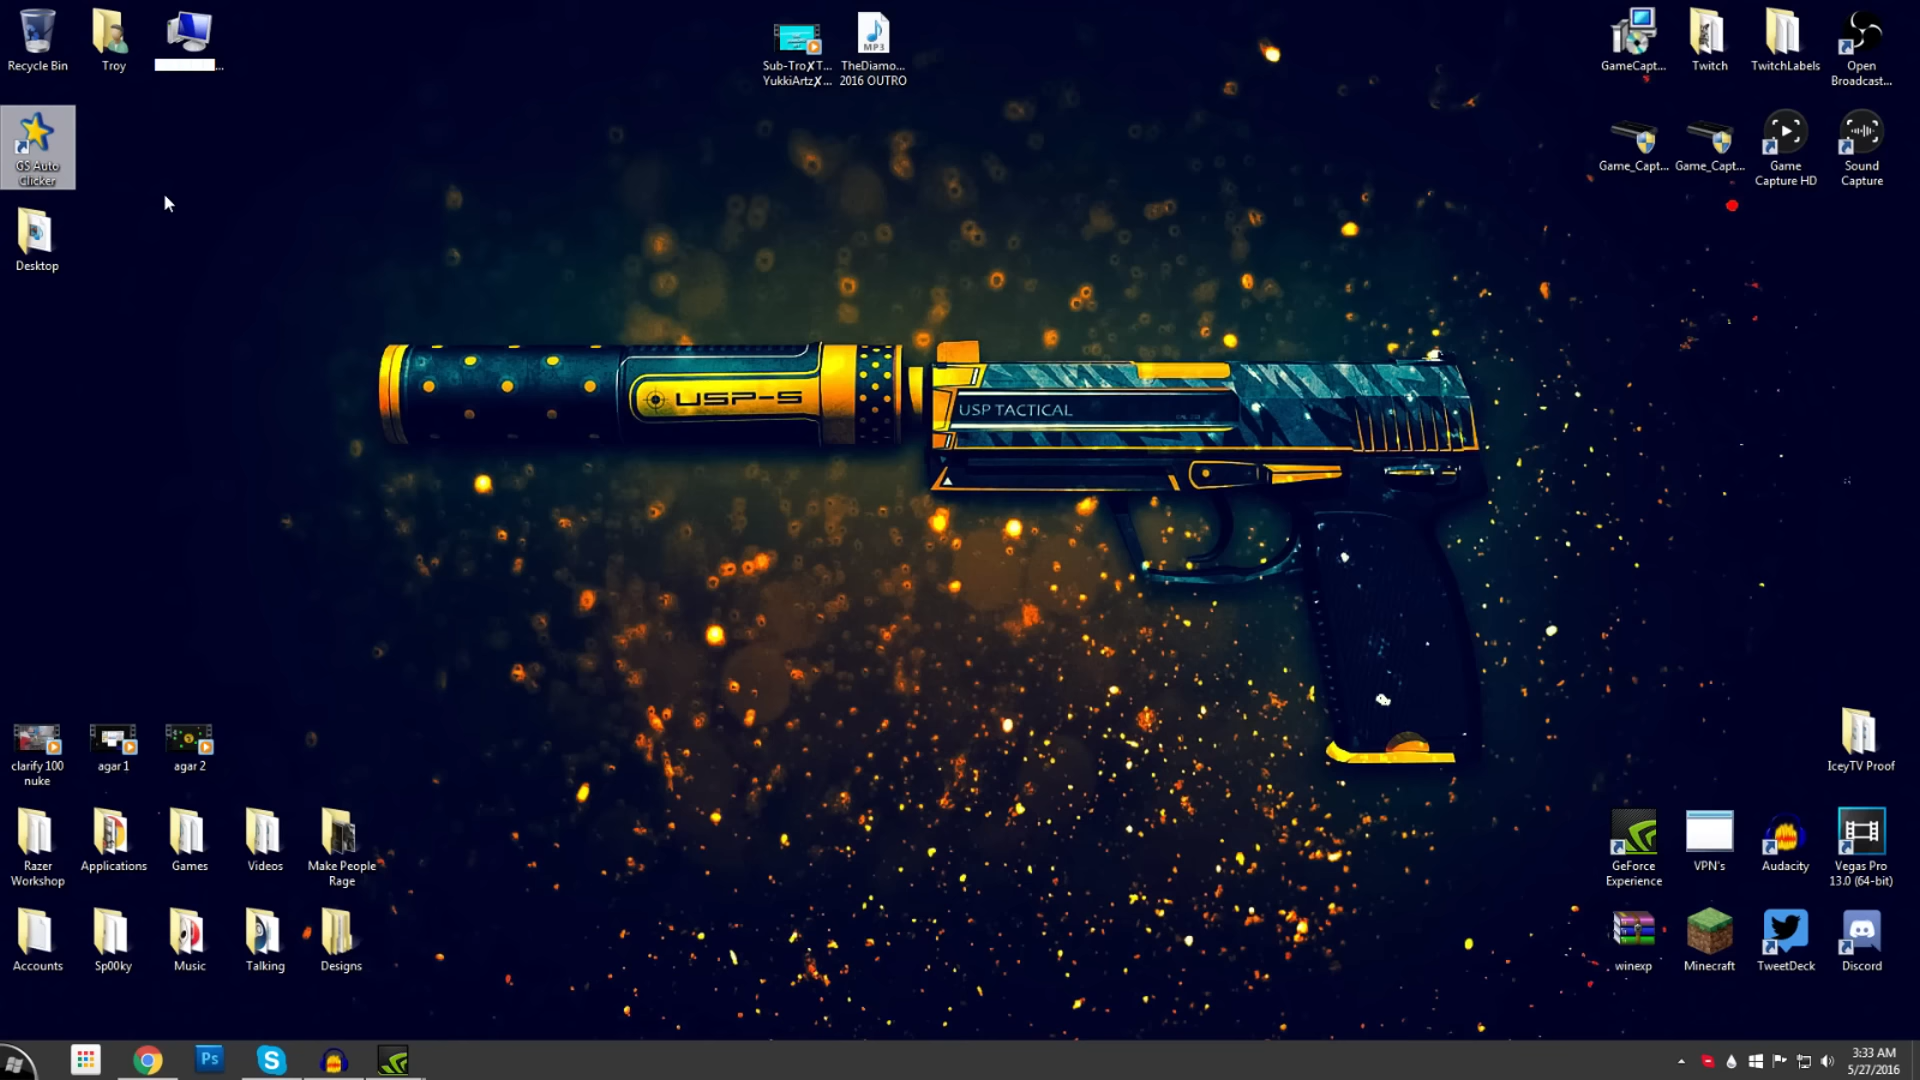 Recycle Bin
Troy
Sub-Tro✗T...
YukkiArtz✗...
TheDiamo...
2016 OUTRO
GameCapt...
Twitch
TwitchLabels
Open
Broadcast...
GS Auto
Clicker
Game_Capt...
Game_Capt...
Game
Capture HD
Sound
Capture
Desktop
MP3
USP-S
USP TACTICAL
clarify 100
nuke
agar 1
agar 2
IceyTV Proof
Razer
Workshop
Applications
Games
Videos
Make People
Rage
GeForce
Experience
VPN's
Audacity
Vegas Pro
13.0 (64-bit)
Accounts
Sp00ky
Music
Talking
Designs
winexp
Minecraft
TweetDeck
Discord
Ps
3:33 AM
5/27/2016